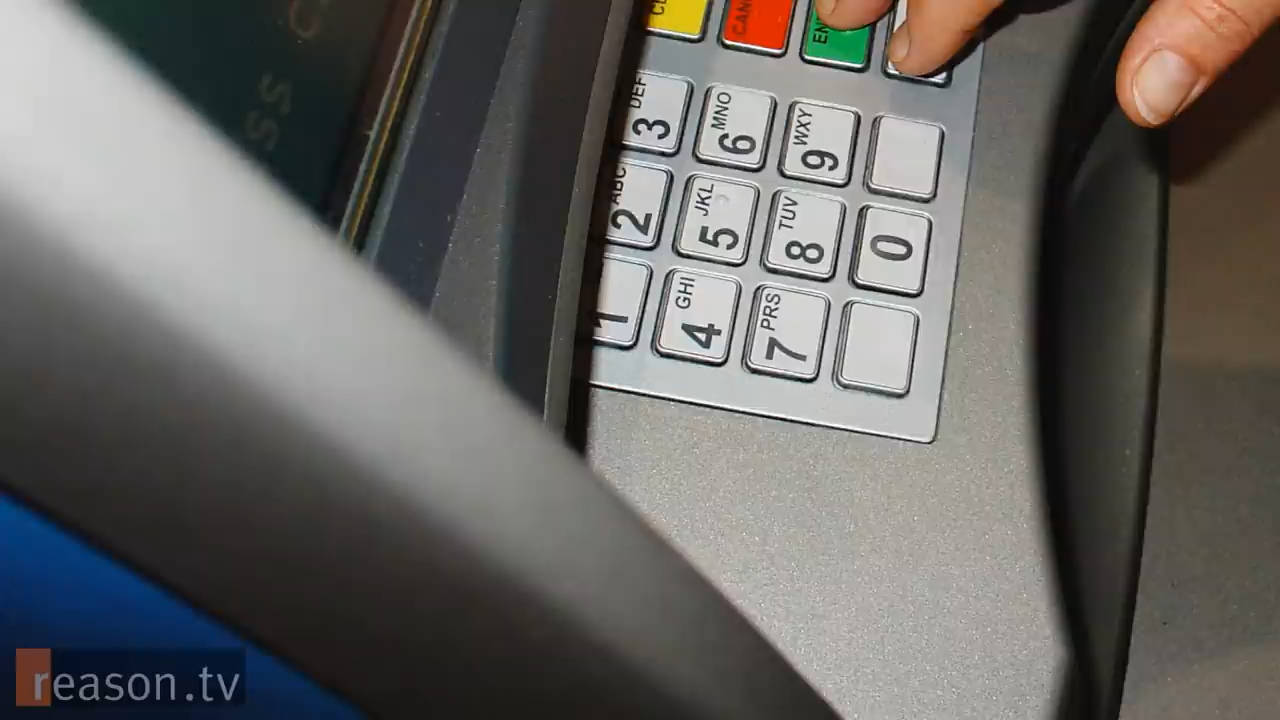 3 DEF
6 MNO
9 WXY
2 ABC
5 JKL
8 TUV
0
1
4 GHI
7 PRS
reason.tv